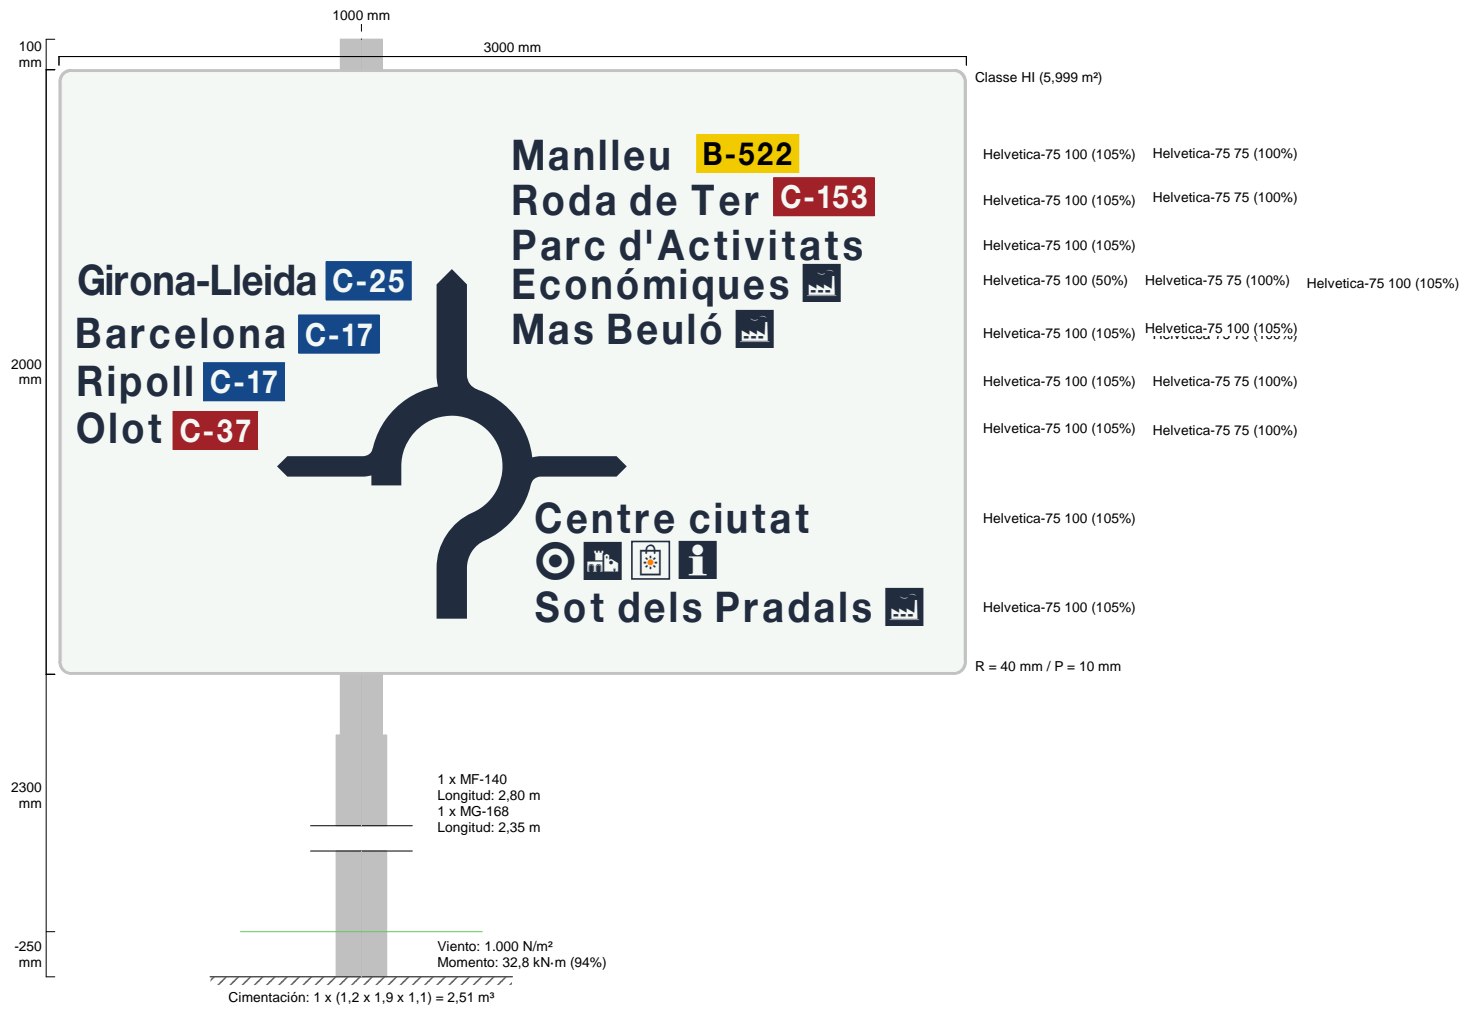 1000 mm
100 mm
3000 mm
Classe HI (5,999 m²)
Manlleu B-522
Helvetica-75 100 (105%) Helvetica-75 75 (100%)
Roda de Ter C-153
Helvetica-75 100 (105%) Helvetica-75 75 (100%)
Parc d'Activitats
Helvetica-75 100 (105%)
Económiques
Girona-Lleida C-25
Helvetica-75 100 (50%) Helvetica-75 75 (100%) Helvetica-75 100 (105%)
Mas Beuló
Barcelona C-17
Helvetica-75 100 (105%) Helvetica-75 100 (105%)
Helvetica-75 75 (100%)
2000 mm
Ripoll C-17
Helvetica-75 100 (105%) Helvetica-75 75 (100%)
Olot C-37
Helvetica-75 100 (105%) Helvetica-75 75 (100%)
Centre ciutat
Helvetica-75 100 (105%)
i
Sot dels Pradals
Helvetica-75 100 (105%)
R = 40 mm / P = 10 mm
2300 mm
1 x MF-140
Longitud: 2,80 m
1 x MG-168
Longitud: 2,35 m
-250 mm
Viento: 1.000 N/m²
Momento: 32,8 kN·m (94%)
Cimentación: 1 x (1,2 x 1,9 x 1,1) = 2,51 m³